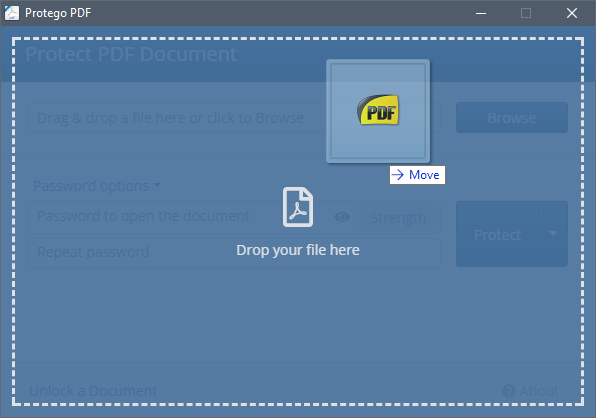 Protego PDF
Protect PDF Document
Drag & drop a file here or click to Browse
Browse
PDF
Move
Password options
Password to open the document
Strength
Protect
Drop your file here
Repeat password
Unlock a Document
About